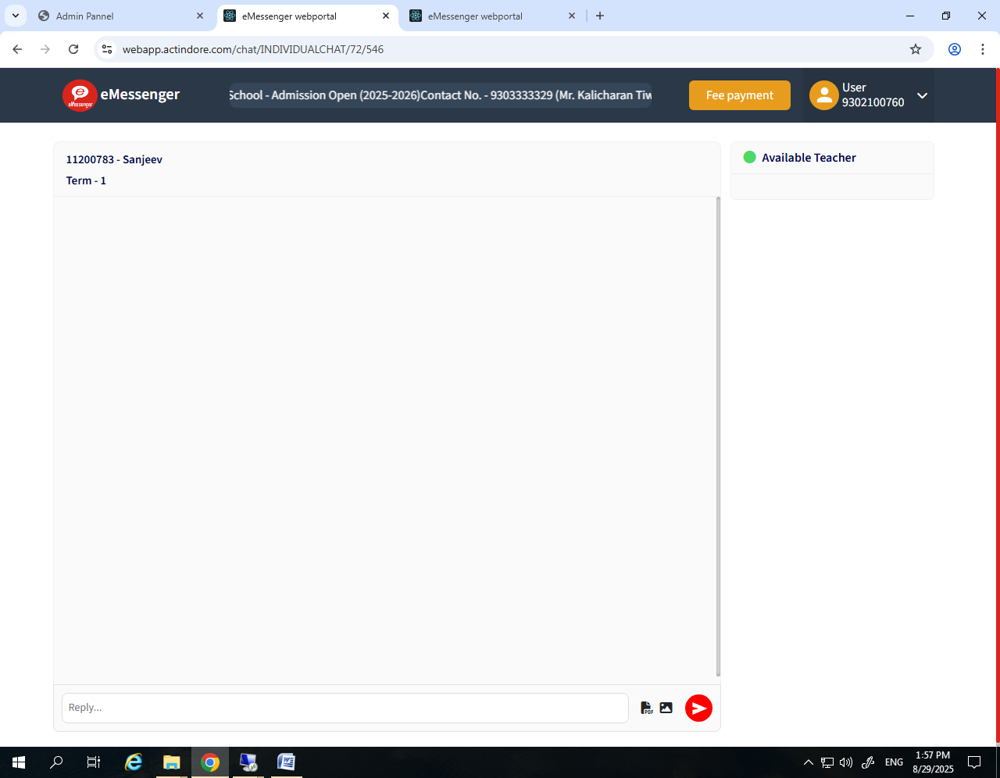 Admin Pannel
eMessenger webportal
eMessenger webportal
webapp.actindore.com/chat/INDIVIDUALCHAT/72/546
eMessenger
eMessenger
School - Admission Open (2025-2026)Contact No. - 9303333329 (Mr. Kalicharan Tiw
Fee payment
User
9302100760
11200783 - Sanjeev
Term - 1
Available Teacher
Reply...
PDF
ENG
1:57 PM
8/29/2025